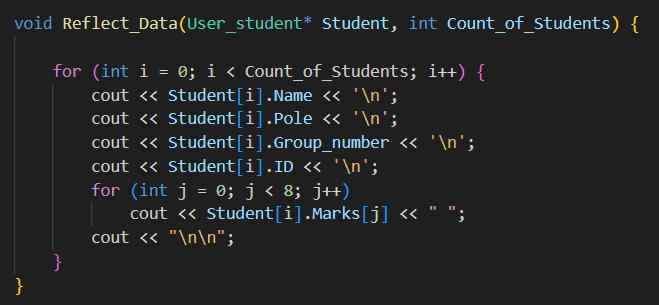 void Reflect_Data(User_student* Student, int Count_of_Students) {
for (int i = 0; i < Count_of_Students; i++) {
cout << Student[i].Name << '\n';
cout << Student[i].Pole << '\n';
cout << Student[i].Group_number << '\n';
cout << Student[i].ID << '\n';
for (int j = 0; j < 8; j++)
cout << Student[i].Marks[j] << " ";
cout << "\n\n";
}
}